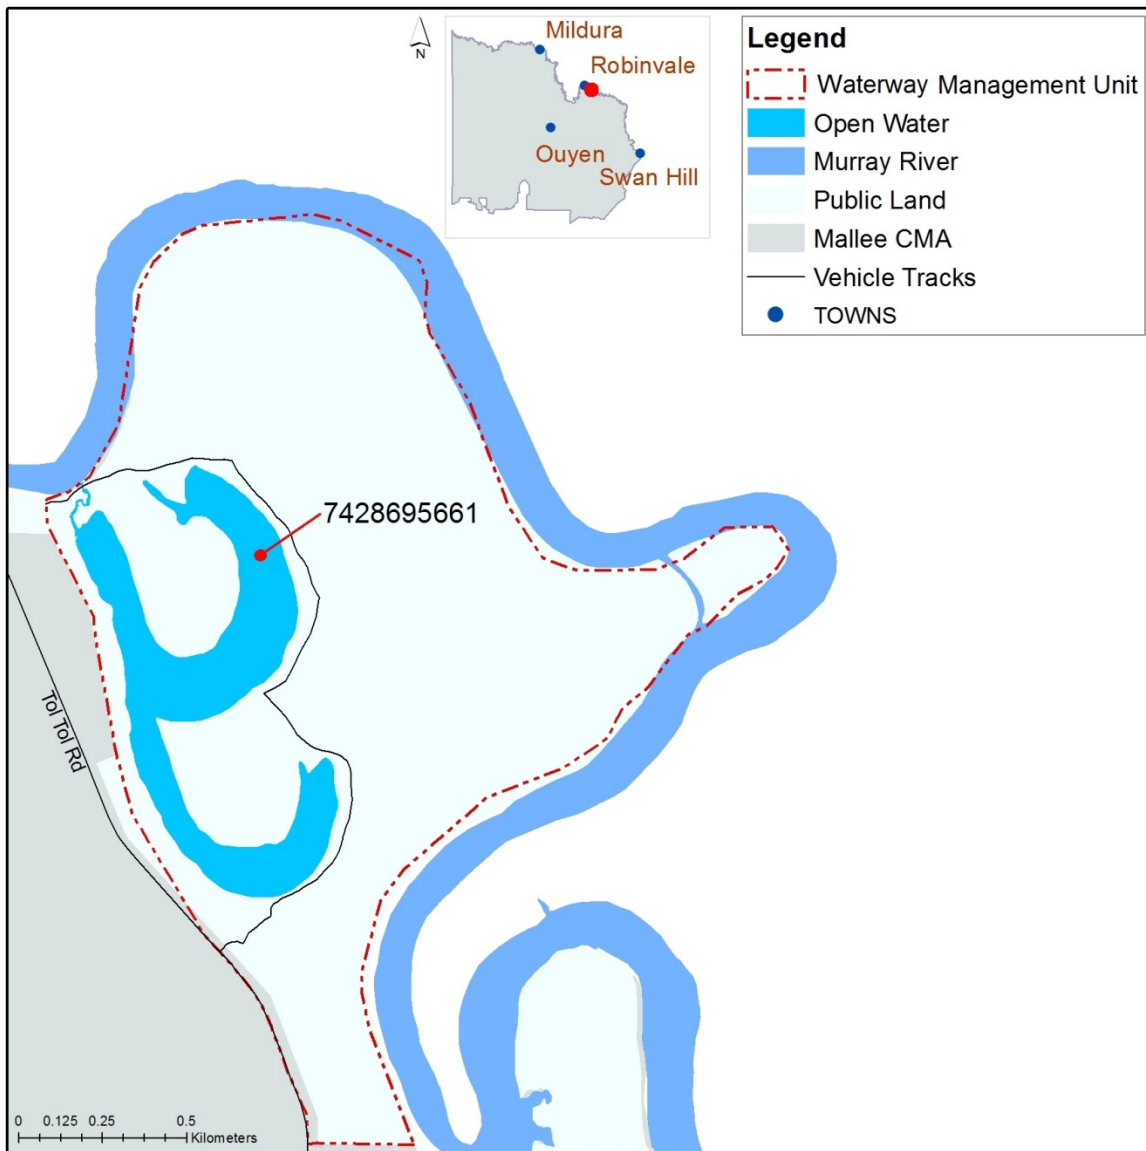 N
Mildura
Robinvale
Ouyen
Swan Hill
Legend
Waterway Management Unit
Open Water
Murray River
Public Land
Mallee CMA
Vehicle Tracks
TOWNS
7428695661
Tol Tol Rd
0 0.125 0.25 0.5
Kilometers